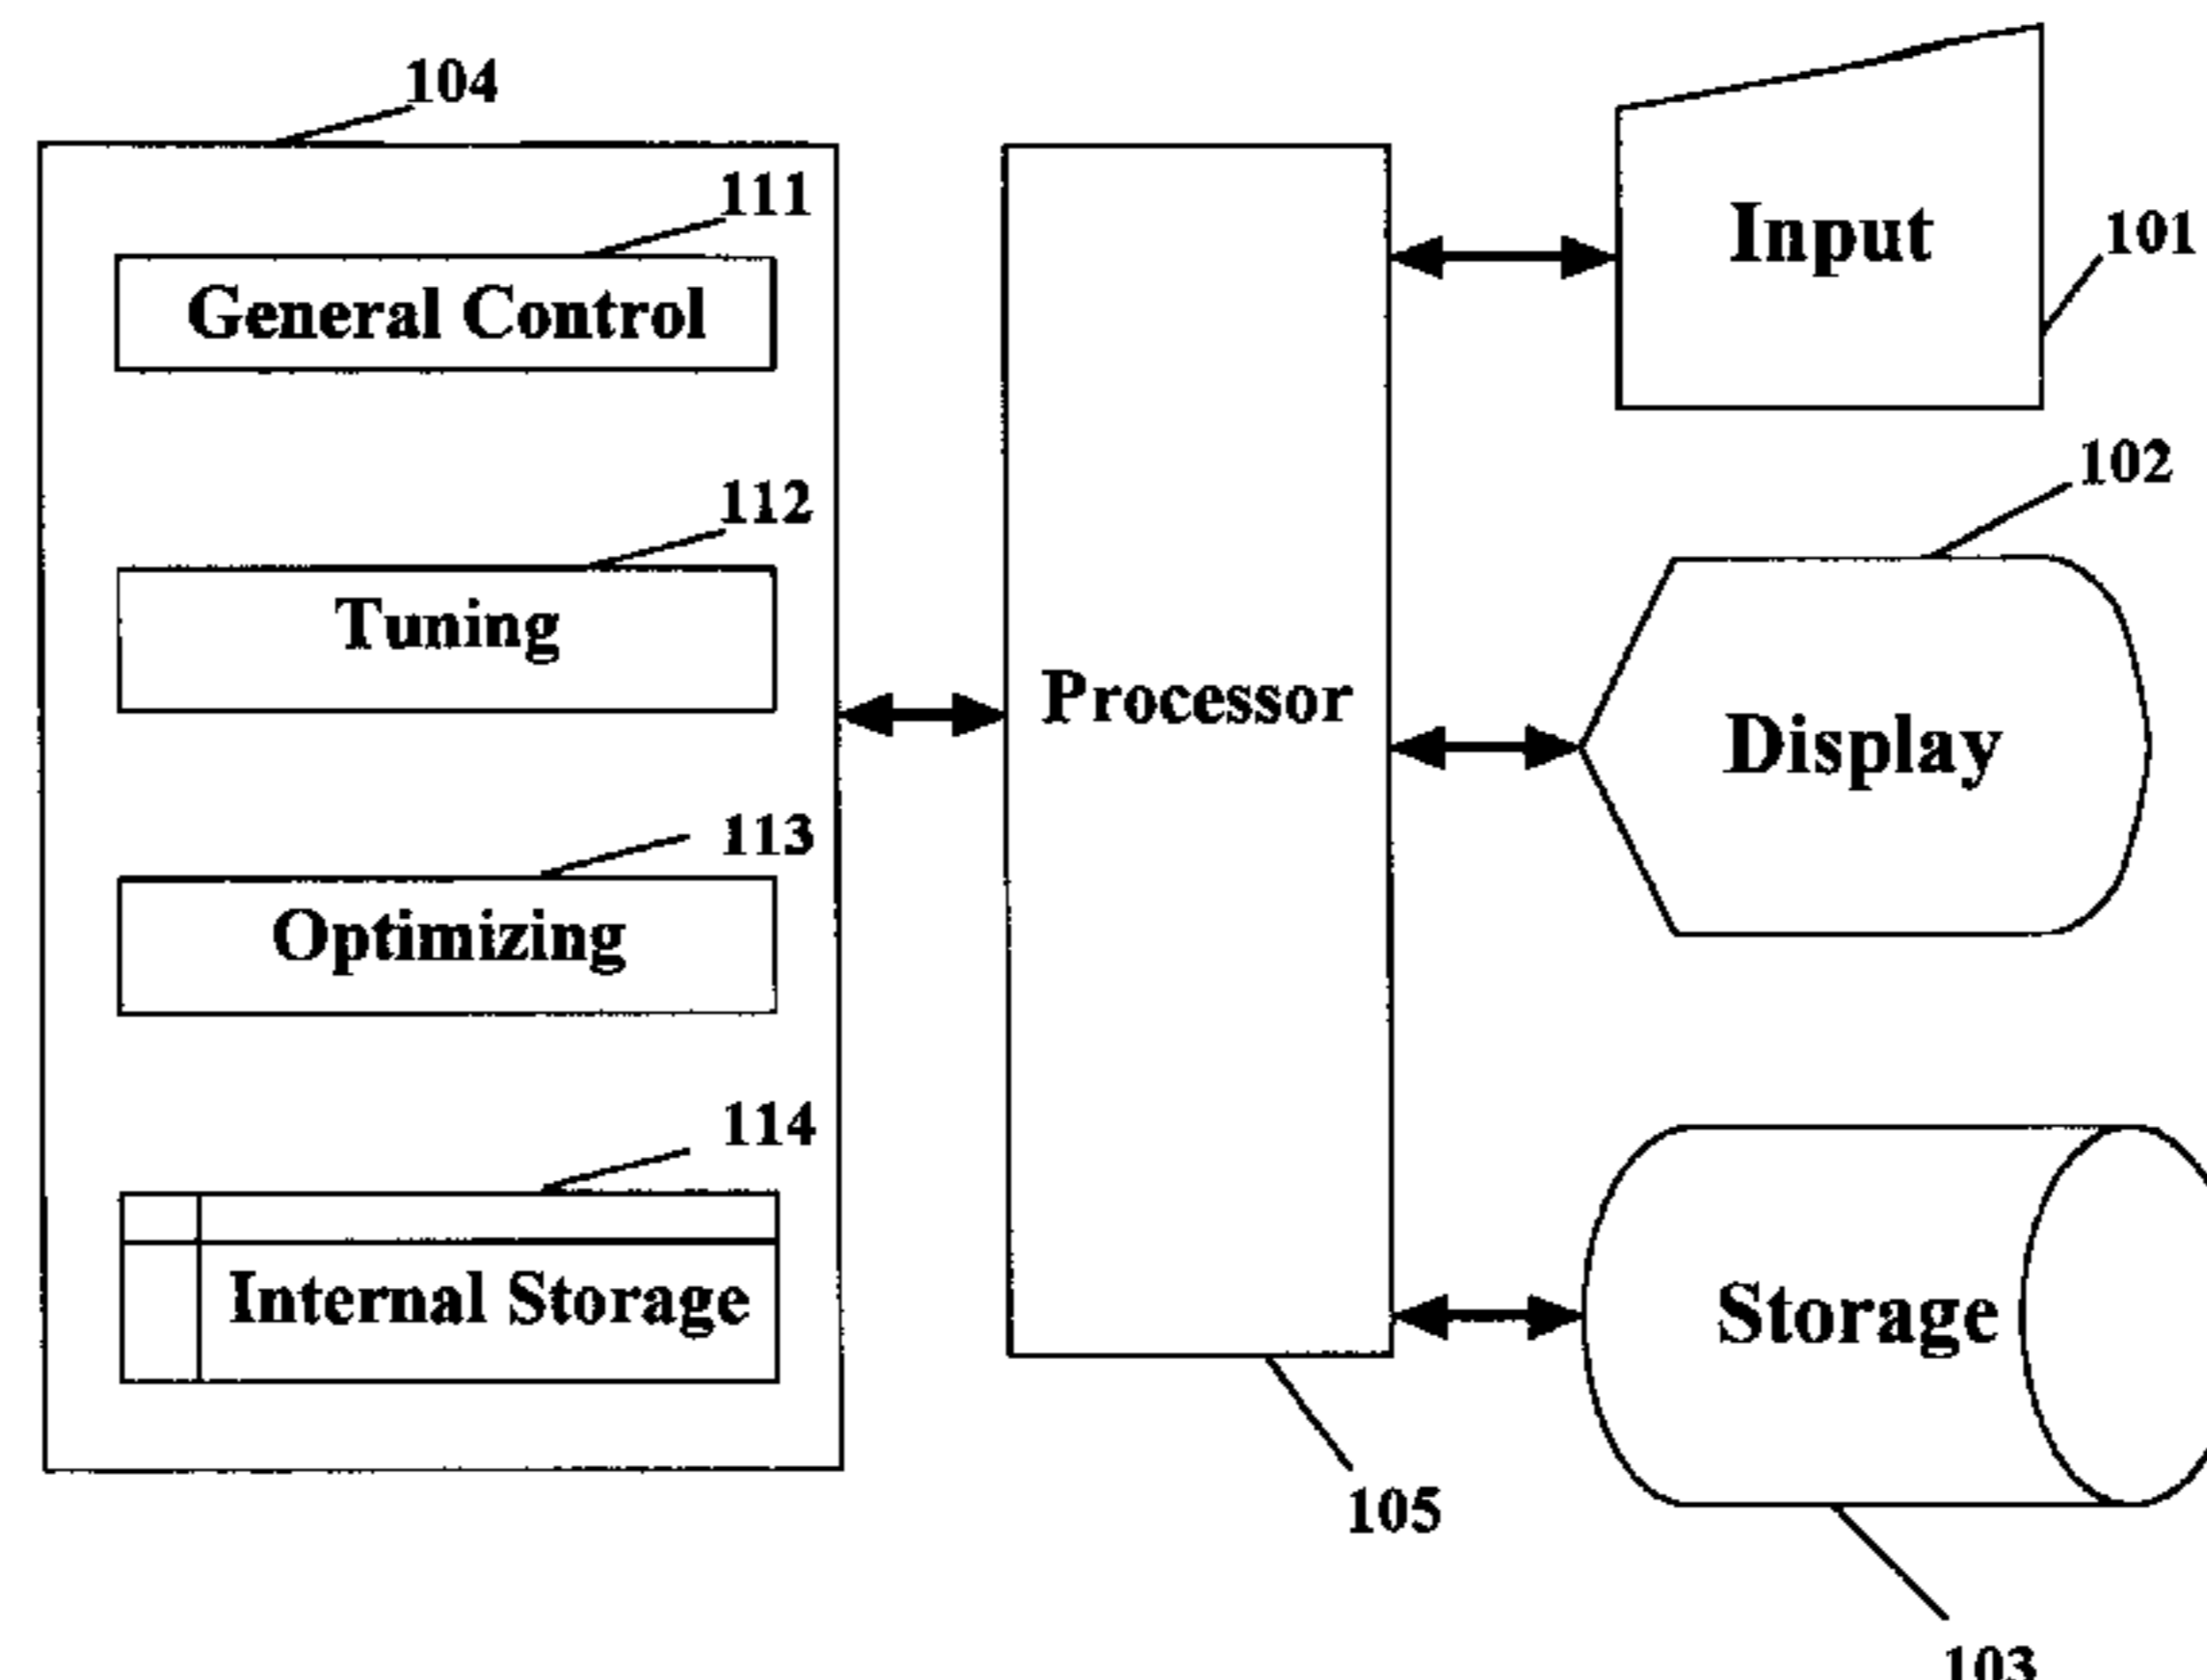 104
111
General Control
112
Tuning
113
Optimizing
114
Internal Storage
Processor
105
Input
101
102
Display
Storage
103